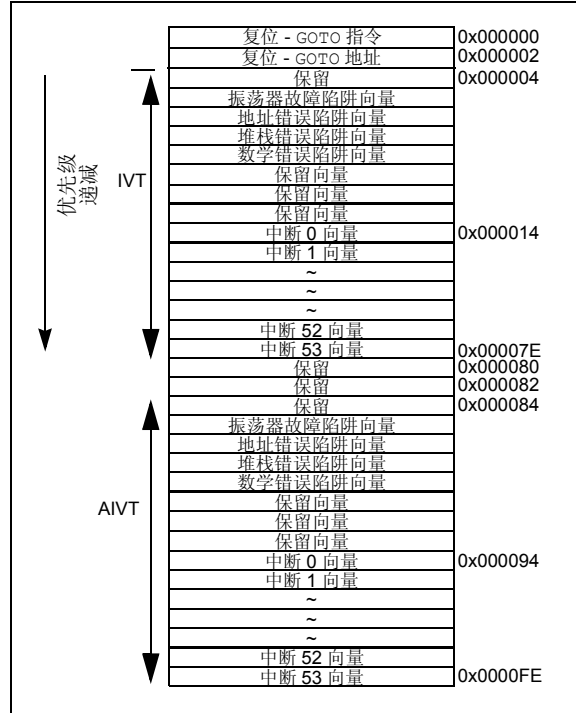 复位 - GOTO 指令 0x000000
复位 - GOTO 地址 0x000002
保留 0x000004
振荡器故障陷阱向量
地址错误陷阱向量
堆栈错误陷阱向量
数学错误陷阱向量
优先级
递减
IVT
保留向量
保留向量
保留向量
中断 0 向量 0x000014
中断 1 向量
~
~
~
中断 52 向量
中断 53 向量 0x00007E
保留 0x000080
保留 0x000082
保留 0x000084
振荡器故障陷阱向量
地址错误陷阱向量
堆栈错误陷阱向量
数学错误陷阱向量
AIVT
保留向量
保留向量
保留向量
中断 0 向量 0x000094
中断 1 向量
~
~
~
中断 52 向量
中断 53 向量 0x0000FE